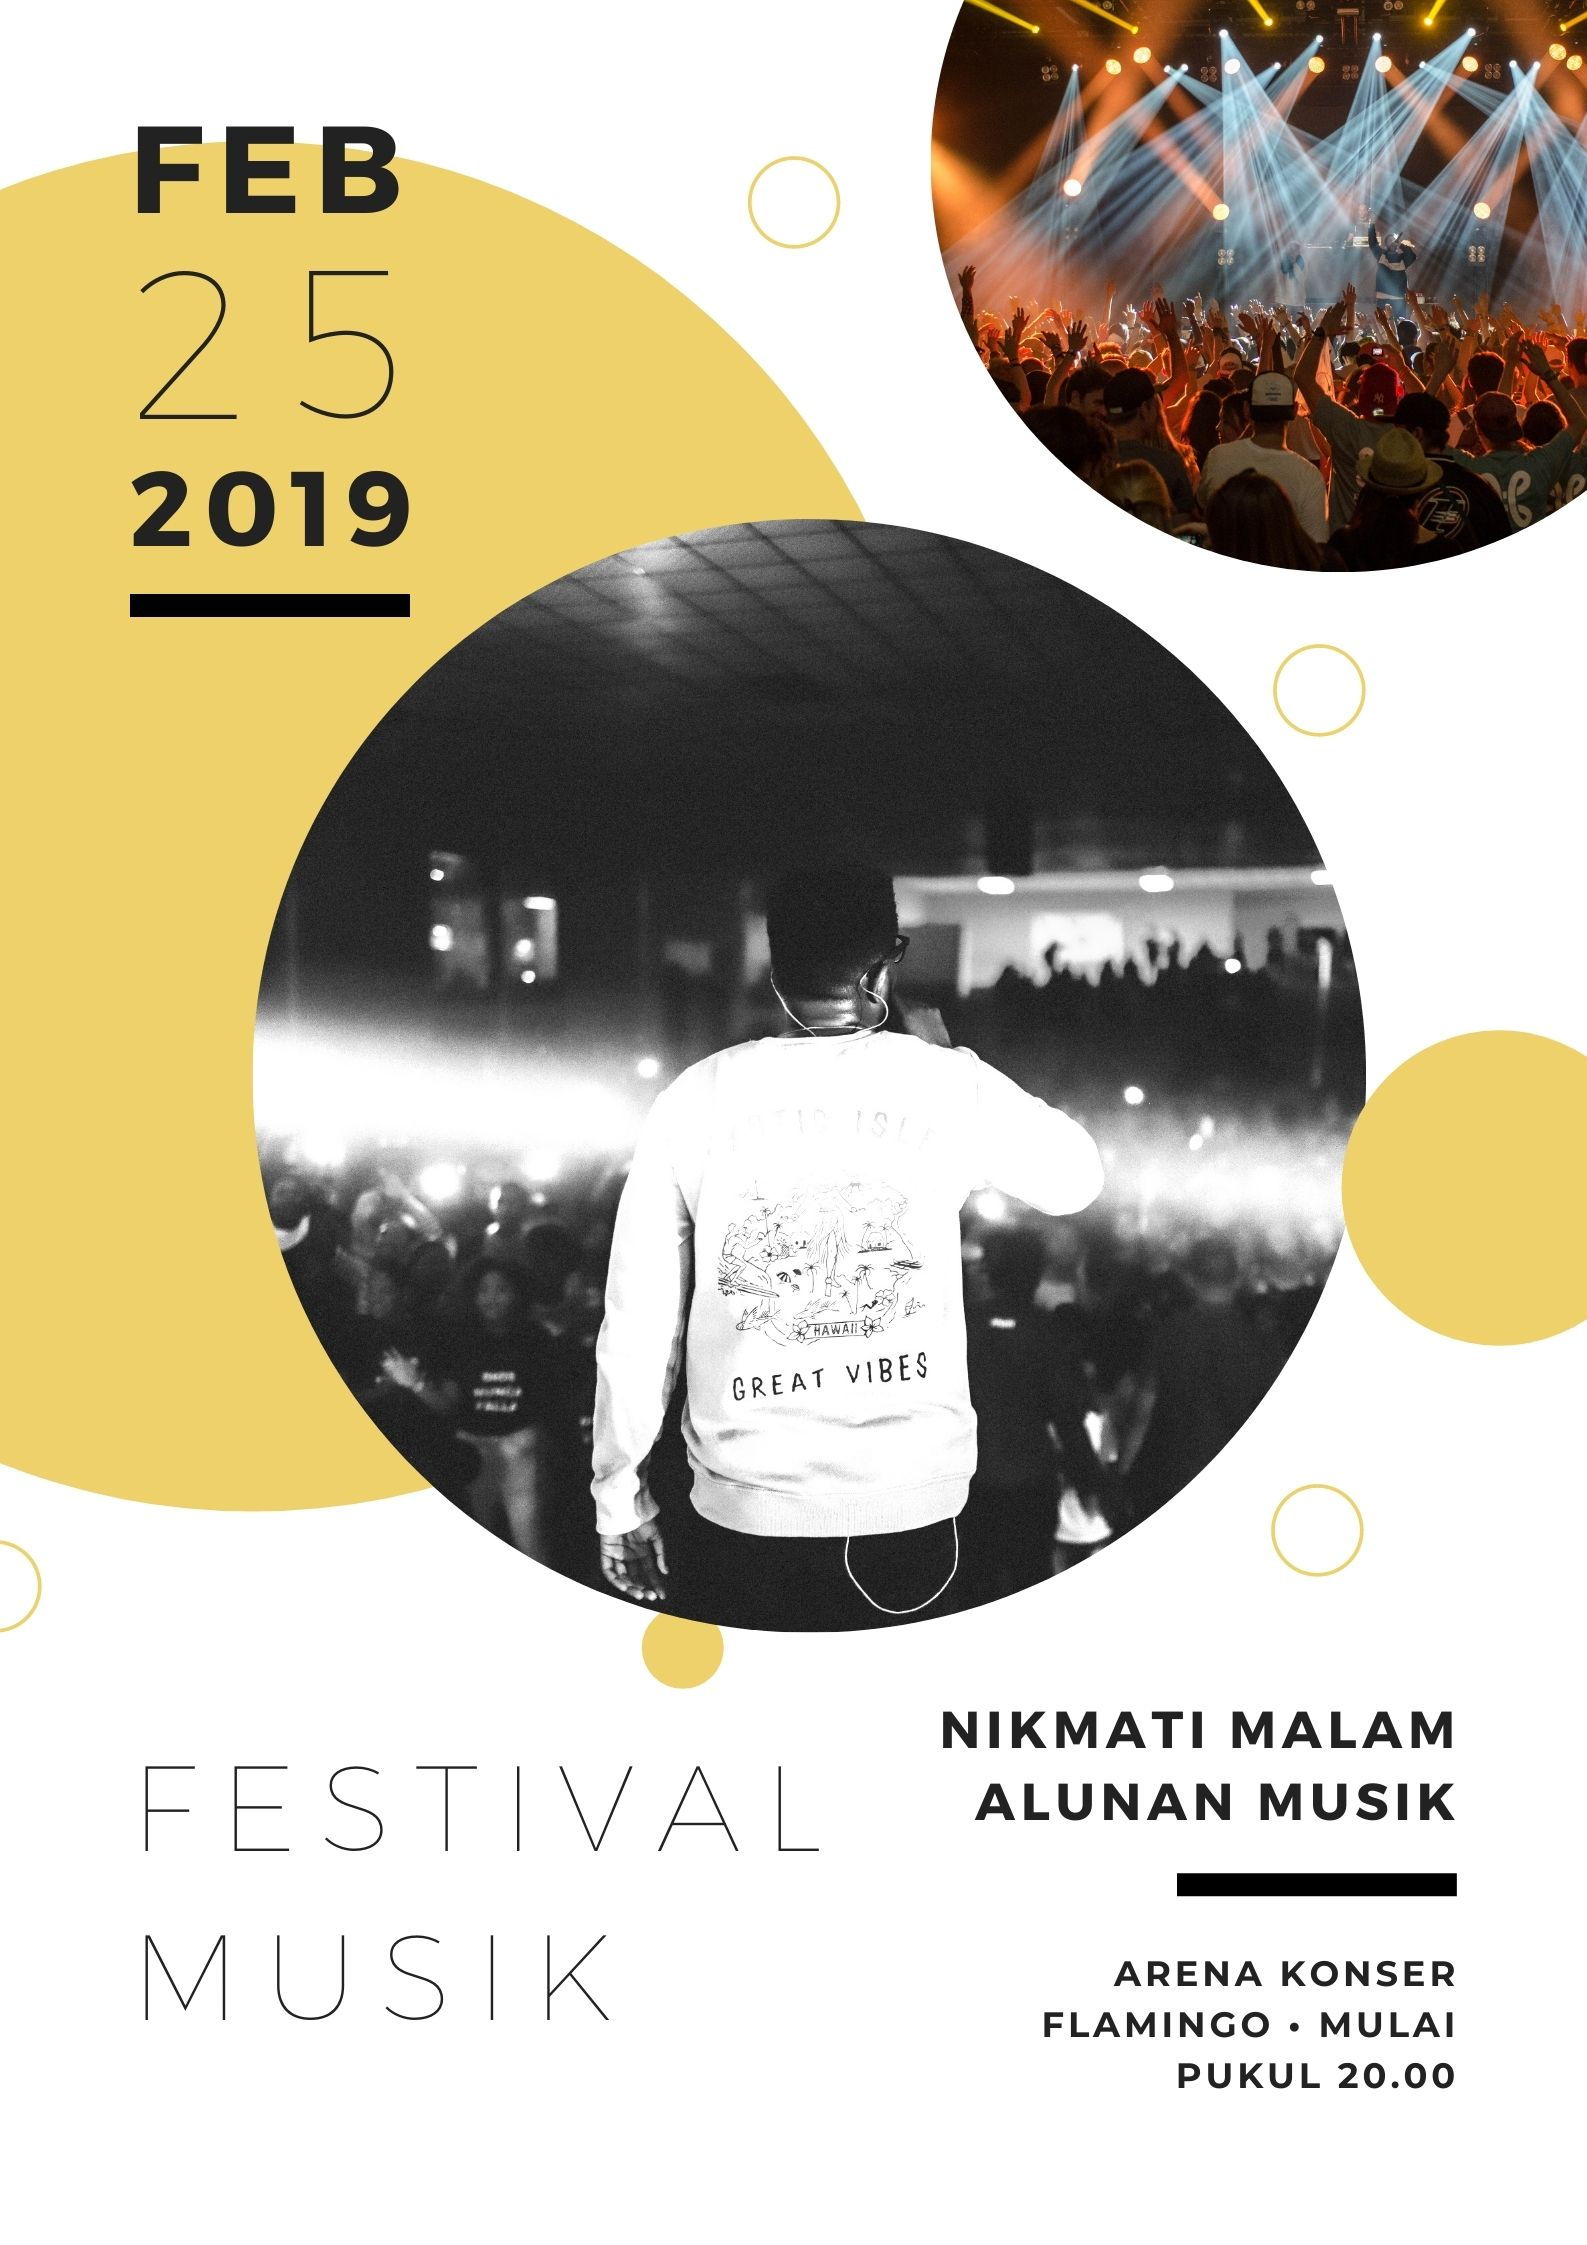 FEB
25
2019
HAWAII
GREAT VIBES
FESTIVAL
MUSIK
NIKMATI MALAM
ALUNAN MUSIK
ARENA KONSER
FLAMINGO • MULAI
PUKUL 20.00